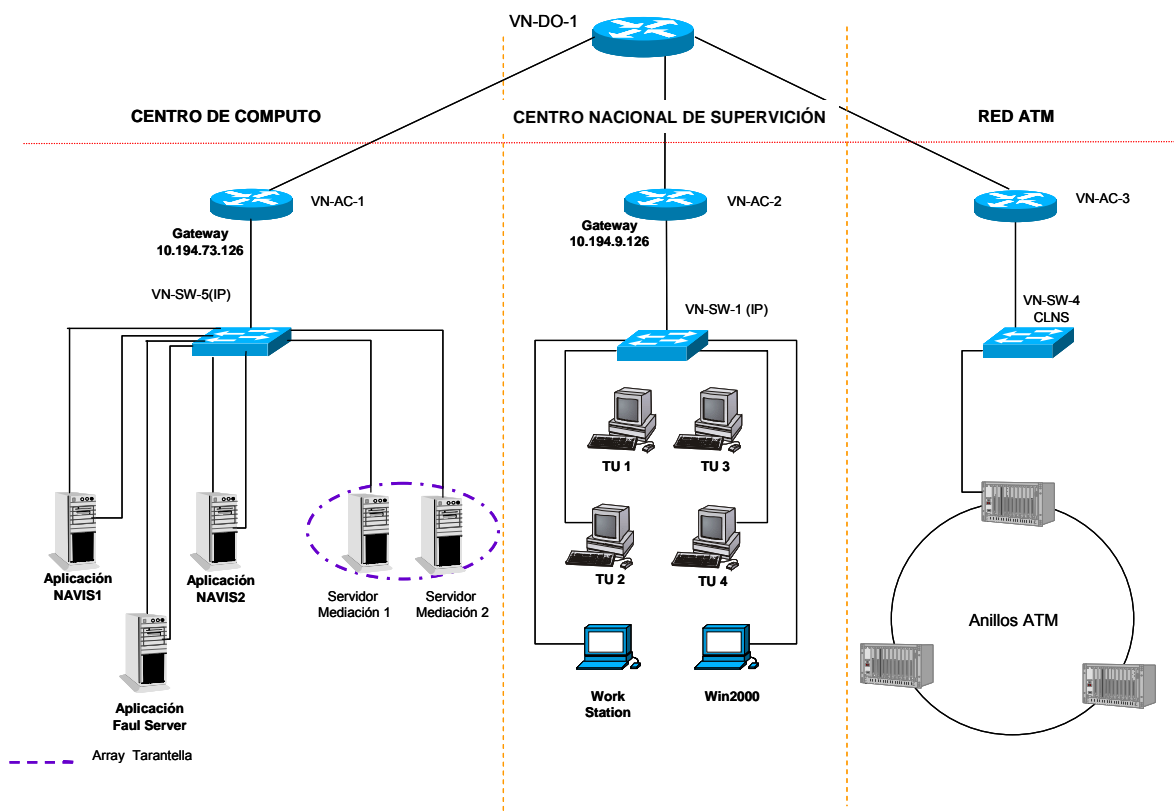 VN-DO-1
CENTRO DE COMPUTO
CENTRO NACIONAL DE SUPERVICIÓN
RED ATM
VN-AC-1
VN-AC-2
VN-AC-3
Gateway
10.194.73.126
Gateway
10.194.9.126
VN-SW-5(IP)
VN-SW-1 (IP)
VN-SW-4
CLNS
TU 1
TU 3
TU 2
TU 4
Aplicación
NAVIS1
Aplicación
NAVIS2
Servidor
Mediación 1
Servidor
Mediación 2
Anillos ATM
Work
Station
Win2000
Aplicación
Faul Server
Array Tarantella